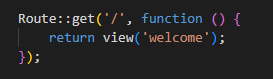 Route::get('/', function () {
    return view('welcome');
});